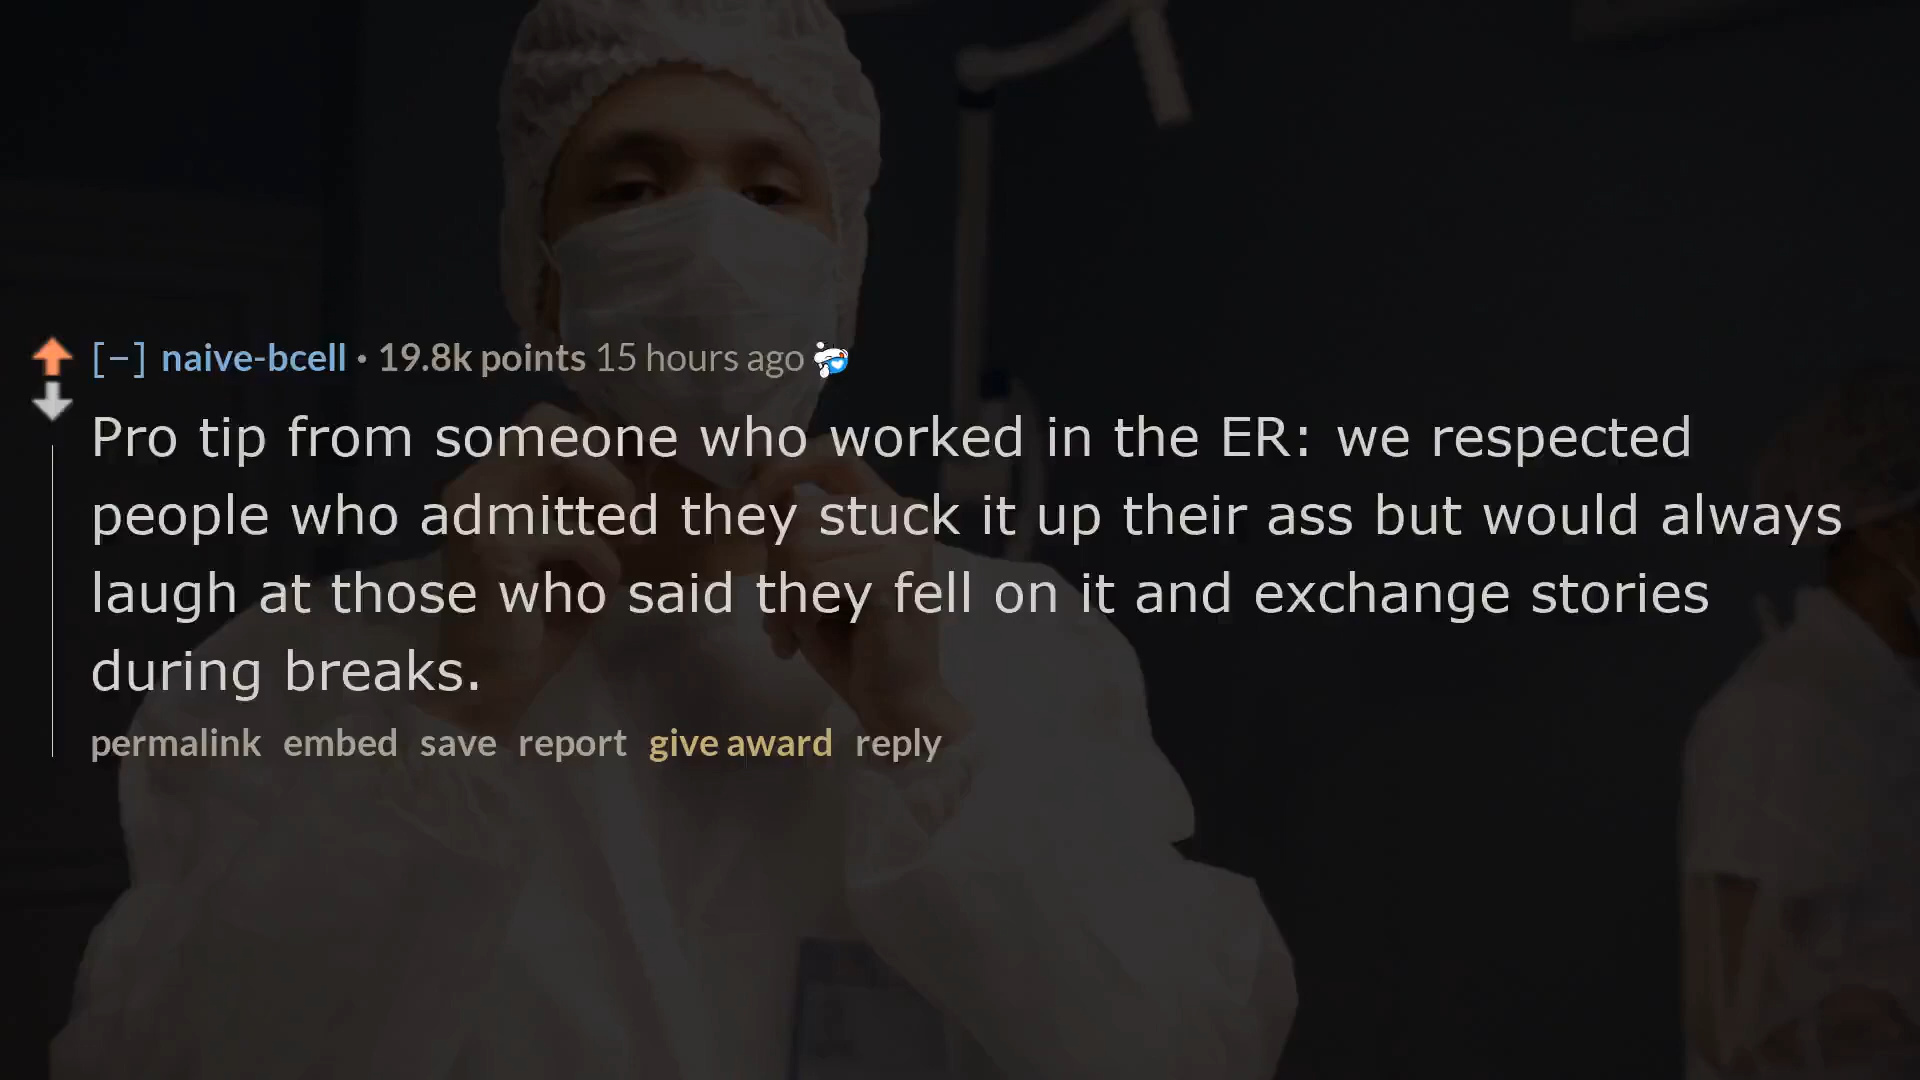 [–] naive-bcell · 19.8k points 15 hours ago
Pro tip from someone who worked in the ER: we respected
people who admitted they stuck it up their ass but would always
laugh at those who said they fell on it and exchange stories
during breaks.
permalink embed save report give award reply